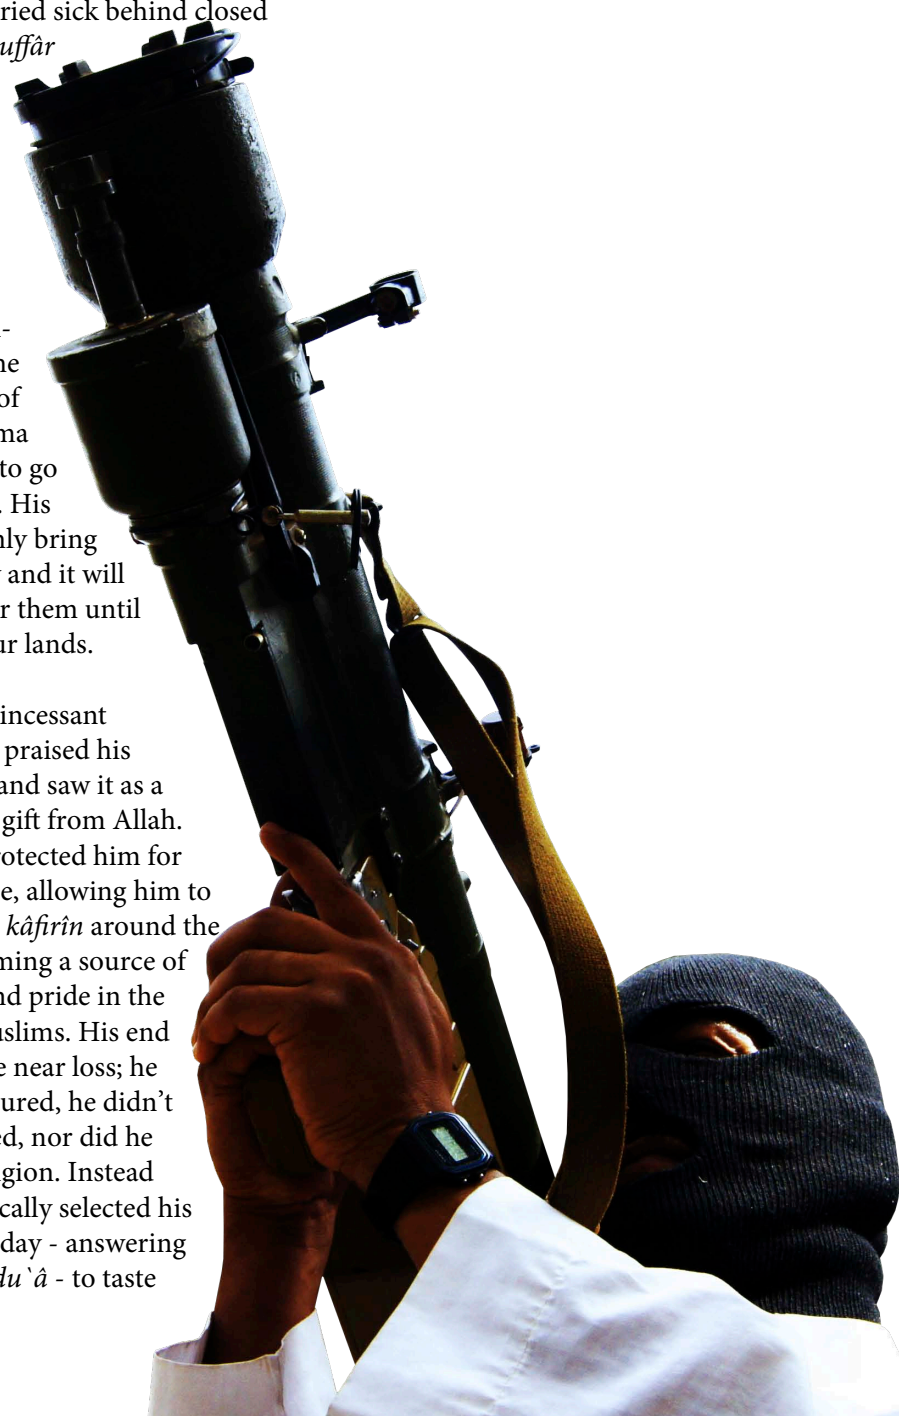 ried sick behind closed
uffâr
-
he
of
ma
to go
. His
nly bring
and it will
r them until
ur lands.
incessant
praised his
and saw it as a
gift from Allah.
rotected him for
e, allowing him to
kâfirîn around the
ming a source of
nd pride in the
uslims. His end
e near loss; he
ured, he didn’t
ed, nor did he
gion. Instead
cally selected his
day - answering
du`â - to taste